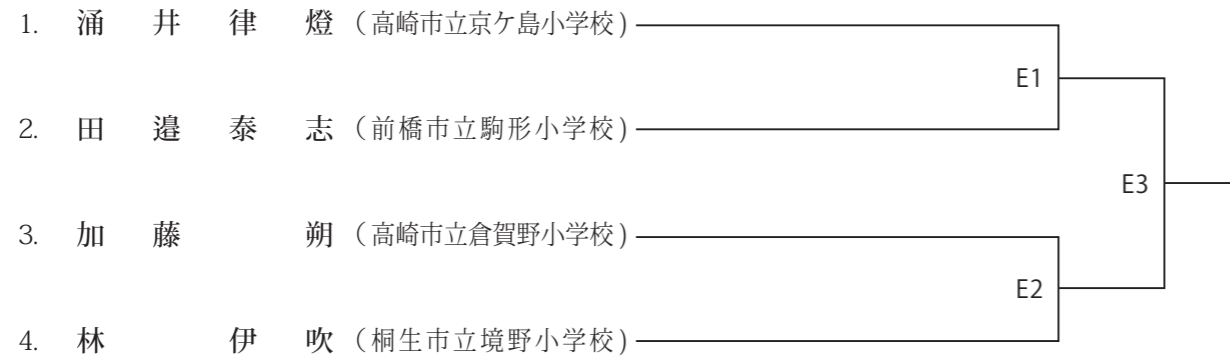 1. 涌井律燈（高崎市立京ケ島小学校）
E1
2. 田邉泰志（前橋市立駒形小学校）
E3
3. 加藤朔（高崎市立倉賀野小学校）
E2
4. 林伊吹（桐生市立境野小学校）